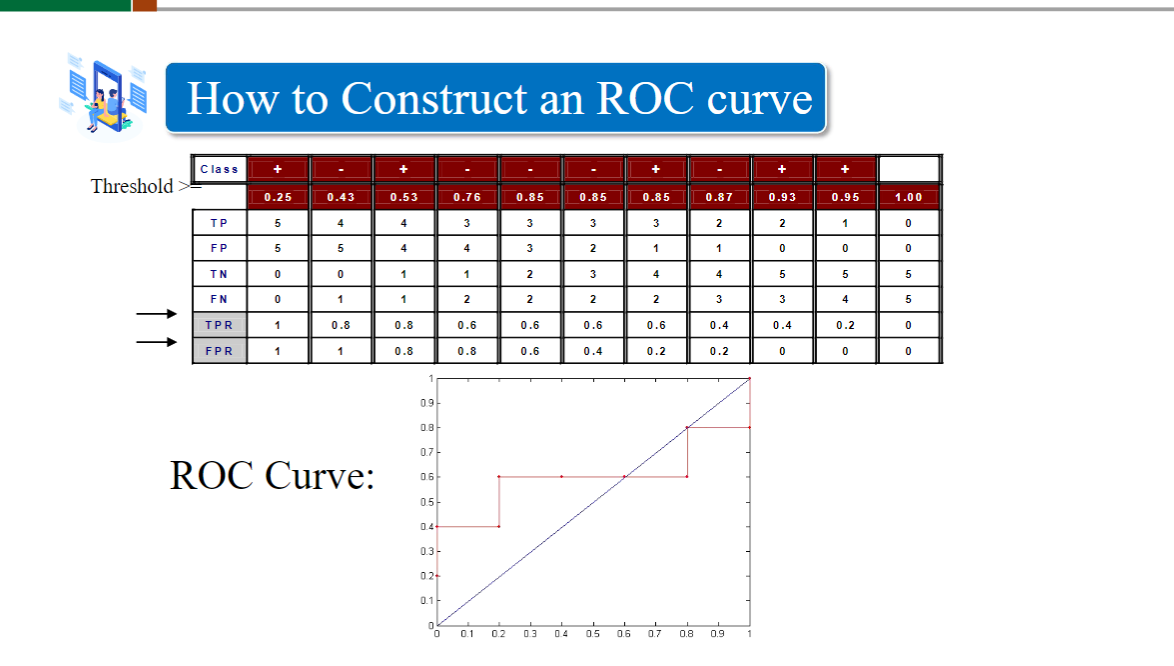 How to Construct an ROC curve
Class + - + - - - + - + +
Threshold >= 0.25 0.43 0.53 0.76 0.85 0.85 0.85 0.87 0.93 0.95 1.00
TP 5 4 4 3 3 3 3 2 2 1 0
FP 5 5 4 4 3 2 1 1 0 0 0
TN 0 0 1 1 2 3 4 4 5 5 5
FN 0 1 1 2 2 2 2 3 3 4 5
TPR 1 0.8 0.8 0.6 0.6 0.6 0.6 0.4 0.4 0.2 0
FPR 1 1 0.8 0.8 0.6 0.4 0.2 0.2 0 0 0
ROC Curve:
1
0.9
0.8
0.7
0.6
0.5
0.4
0.3
0.2
0.1
0
0 0.1 0.2 0.3 0.4 0.5 0.6 0.7 0.8 0.9 1